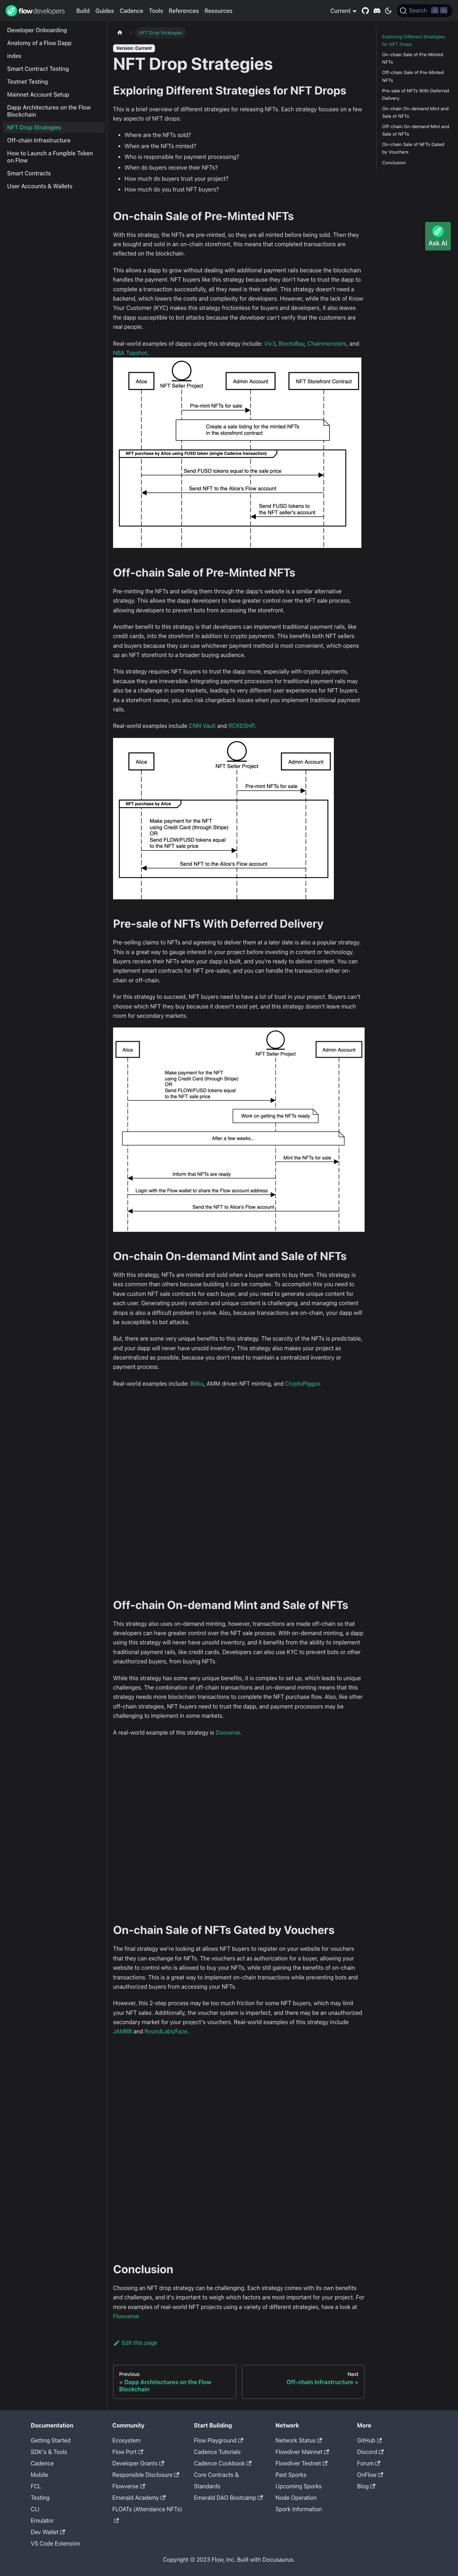 flowdevelopers
Build
Guides
Cadence
Tools
References
Resources
Current
Search
Developer Onboarding
Anatomy of a Flow Dapp
index
Smart Contract Testing
Testnet Testing
Mainnet Account Setup
Dapp Architectures on the Flow
Blockchain
NFT Drop Strategies
Off-chain Infrastructure
How to Launch a Fungible Token
on Flow
Smart Contracts
User Accounts & Wallets
NFT Drop Strategies
Version: Current
NFT Drop Strategies
Exploring Different Strategies for NFT Drops
This is a brief overview of different strategies for releasing NFTs. Each strategy focuses on a few
key aspects of NFT drops:
Where are the NFTs sold?
When are the NFTs minted?
Who is responsible for payment processing?
When do buyers receive their NFTs?
How much do buyers trust your project?
How much do you trust NFT buyers?
On-chain Sale of Pre-Minted NFTs
With this strategy, the NFTs are pre-minted, so they are all minted before being sold. Then they
are bought and sold in an on-chain storefront, this means that completed transactions are
reflected on the blockchain.
This allows a dapp to grow without dealing with additional payment rails because the blockchain
handles the payment. NFT buyers like this strategy because they don't have to trust the dapp to
complete a transaction successfully, all they need is their wallet. This strategy doesn't need a
backend, which lowers the costs and complexity for developers. However, while the lack of Know
Your Customer (KYC) makes this strategy frictionless for buyers and developers, it also leaves
the dapp susceptible to bot attacks because the developer can't verify that the customers are
real people.
Real-world examples of dapps using this strategy include: Viv3, BloctoBay, Chainmonsters, and
NBA Topshot.
Alice
NFT Seller Project
Admin Account
NFT Storefront Contract
Pre-mint NFTs for sale
Create a sale listing for the minted NFTs
in the storefront contract
NFT purchase by Alice using FUSD token (single Cadence transaction)
Send FUSD tokens equal to the sale price
Send NFT to the Alice's Flow account
Send FUSD tokens to
the NFT seller's account
Off-chain Sale of Pre-Minted NFTs
Pre-minting the NFTs and selling them through the dapp's website is a similar alternative
strategy. This allows the dapp developers to have greater control over the NFT sale process,
allowing developers to prevent bots from accessing the storefront.
Another benefit to this strategy is that developers can implement traditional payment rails, like
credit cards, into the storefront in addition to crypto payments. This benefits both NFT sellers
and buyers because they can use whichever payment method is most convenient, which opens
up an NFT storefront to a broader buying audience.
This strategy requires NFT buyers to trust the dapp more, especially with crypto payments,
because they are irreversible. Integrating payment processors for traditional payment rails may
also be a challenge in some markets, leading to very different user experiences for NFT buyers.
As a storefront owner, you also risk chargeback issues when you implement traditional payment
rails.
Real-world examples include CNN Vault and RCRDSHP.
Alice
NFT Seller Project
Admin Account
Pre-mint NFTs for sale
NFT purchase by Alice
Make payment for the NFT
using Credit Card (through Stripe)
OR
Send FLOW/FUSD tokens equal
to the NFT sale price
Send NFT to the Alice's Flow account
Pre-sale of NFTs With Deferred Delivery
Pre-selling claims to NFTs and agreeing to deliver them at a later date is also a popular strategy.
This is a great way to gauge interest in your project before investing in content or technology.
Buyers receive their NFTs when your dapp is built, and you're ready to deliver content. You can
implement smart contracts for NFT pre-sales, and you can handle the transaction either on-
chain or off-chain.
For this strategy to succeed, NFT buyers need to have a lot of trust in your project. Buyers can't
choose which NFT they buy because it doesn't exist yet, and this strategy doesn't leave much
room for secondary markets.
Alice
NFT Seller Project
Admin Account
Make payment for the NFT
using Credit Card (through Stripe)
OR
Send FLOW/FUSD tokens equal
to the NFT sale price
Work on getting the NFTs ready
After a few weeks...
Mint the NFTs for sale
Inform that NFTs are ready
Login with the Flow wallet to share the Flow account address
Send the NFT to Alice's Flow account
On-chain On-demand Mint and Sale of NFTs
With this strategy, NFTs are minted and sold when a buyer wants to buy them. This strategy is
less common than others because building it can be complex. To accomplish this you need to
have custom NFT sale contracts for each buyer, and you need to generate unique content for
each user. Generating purely random and unique content is challenging, and managing content
drops is also a difficult problem to solve. Also, because transactions are on-chain, your dapp will
be susceptible to bot attacks.
But, there are some very unique benefits to this strategy. The scarcity of the NFTs is predictable,
and your dapp will never have unsold inventory. This strategy also makes your project as
decentralized as possible, because you don't need to maintain a centralized inventory or
payment process.
Real-world examples include: Bitku, AMM driven NFT minting, and CryptoPiggos
Off-chain On-demand Mint and Sale of NFTs
This strategy also uses on-demand minting, however, transactions are made off-chain so that
developers can have greater control over the NFT sale process. With on-demand minting, a dapp
using this strategy will never have unsold inventory, and it benefits from the ability to implement
traditional payment rails, like credit cards. Developers can also use KYC to prevent bots or other
unauthorized buyers, from buying NFTs.
While this strategy has some very unique benefits, it is complex to set up, which leads to unique
challenges. The combination of off-chain transactions and on-demand minting means that this
strategy needs more blockchain transactions to complete the NFT purchase flow. Also, like other
off-chain strategies, NFT buyers need to trust the dapp more, and payment processors may be
challenging to implement in some markets.
A real-world example of this strategy is Dooverse.
On-chain Sale of NFTs Gated by Vouchers
The final strategy we're looking at allows NFT buyers to register on your website for vouchers
that they can exchange for NFTs. The vouchers act as authorization for a buyer, allowing your
website to control who is allowed to buy your NFTs, while still gaining the benefits of on-chain
transactions. This is a great way to implement on-chain transactions while preventing bots and
unauthorized buyers from accessing your NFTs.
However, this 2-step process may be too much friction for some NFT buyers, which may limit
your NFT sales. Additionally, the voucher system is imperfect, and there may be an unauthorized
secondary market for your project's vouchers. Real-world examples of this strategy include
JAMBB and RoundLabs/Faze.
Conclusion
Choosing an NFT drop strategy can be challenging. Each strategy comes with its own benefits
and challenges, and it's important to weigh which factors are most important for your project. For
more examples of real-world NFT projects using a variety of different strategies, have a look at
Flowverse
Edit this page
Previous
« Dapp Architectures on the Flow
Blockchain
Next
Off-chain Infrastructure »
Exploring Different Strategies
for NFT Drops
On-chain Sale of Pre-Minted
NFTs
Off-chain Sale of Pre-Minted
NFTs
Pre-sale of NFTs With Deferred
Delivery
On-chain On-demand Mint and
Sale of NFTs
Off-chain On-demand Mint and
Sale of NFTs
On-chain Sale of NFTs Gated
by Vouchers
Conclusion
Ask AI
Documentation
Getting Started
SDK's & Tools
Cadence
Mobile
FCL
Testing
CLI
Emulator
Dev Wallet
VS Code Extension
Community
Ecosystem
Flow Port
Developer Grants
Responsible Disclosure
Flowverse
Emerald Academy
FLOATs (Attendance NFTs)
Start Building
Flow Playground
Cadence Tutorials
Cadence Cookbook
Core Contracts &
Standards
Emerald DAO Bootcamp
Network
Network Status
Flowdiver Mainnet
Flowdiver Testnet
Past Sporks
Upcoming Sporks
Node Operation
Spork Information
More
GitHub
Discord
Forum
OnFlow
Blog
Copyright © 2023 Flow, Inc. Built with Docusaurus.